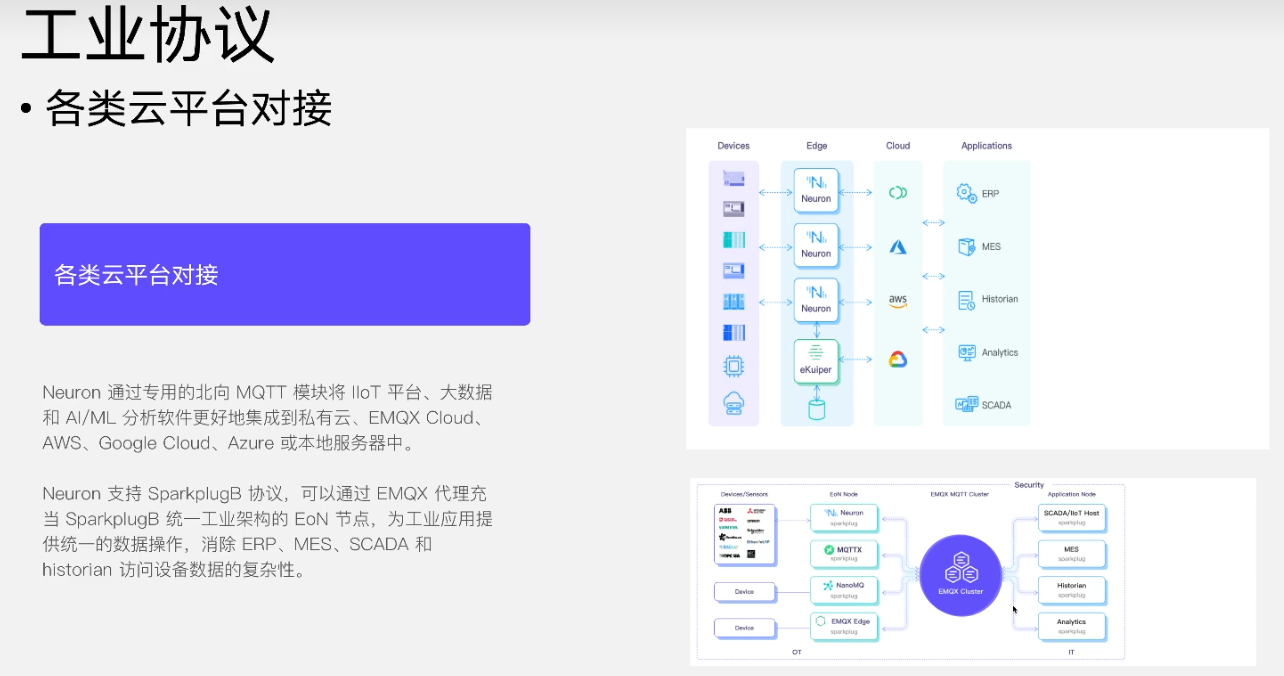 工业协议
• 各类云平台对接
各类云平台对接
Neuron 通过专用的北向 MQTT 模块将 IIoT 平台、大数据
和 AI/ML 分析软件更好地集成到私有云、EMQX Cloud、
AWS、Google Cloud、Azure 或本地服务器中。
Neuron 支持 SparkplugB 协议，可以通过 EMQX 代理充
当 SparkplugB 统一工业架构的 EoN 节点，为工业应用提
供统一的数据操作，消除 ERP、MES、SCADA 和
historian 访问设备数据的复杂性。
Devices Edge Cloud Applications
Neuron
ERP
Neuron
MES
Neuron
aws
Historian
eKuiper
Analytics
SCADA
Security
Devices/Sensors EoN Node EMQX MQTT Cluster Application Node
ABB
Neuron
sparkplug
SCADA/IIoT Host
sparkplug
MQTTX
sparkplug
MES
sparkplug
Device
NanoMQ
sparkplug
EMQX Cluster
Historian
sparkplug
Device
EMQX Edge
sparkplug
Analytics
sparkplug
OT IT